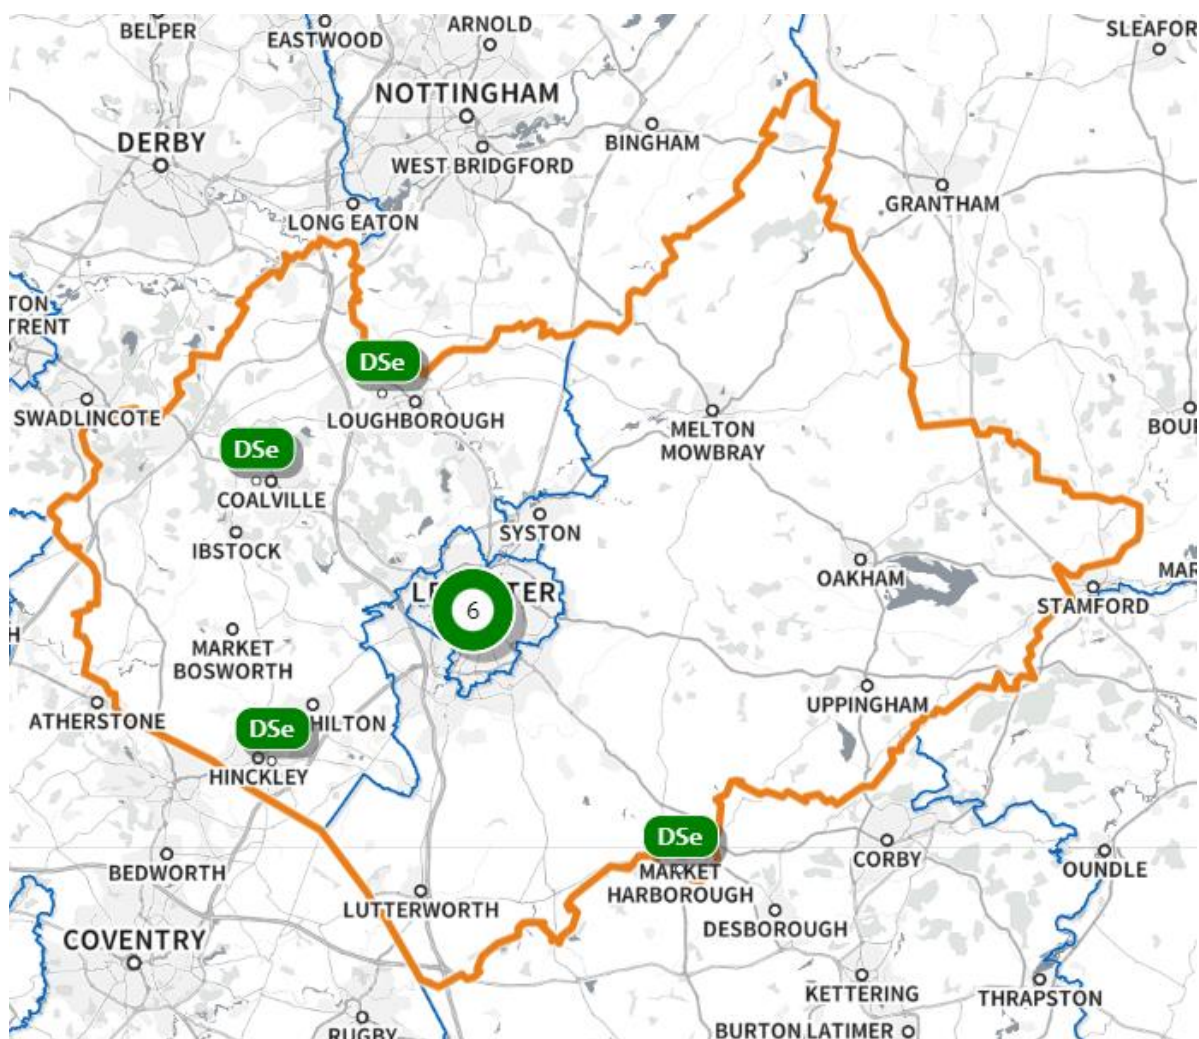 BELPER
EASTWOOD
ARNOLD
SLEAFOR
NOTTINGHAM
DERBY
BINGHAM
WEST BRIDGFORD
GRANTHAM
LONG EATON
TON
TRENT
DSe
SWADLINCOTE
LOUGHBOROUGH
MELTON
MOWBRAY
BOU
DSe
COALVILLE
IBSTOCK
SYSTON
OAKHAM
MAR
L
TER
6
STAMFORD
H
MARKET
BOSWORTH
UPPINGHAM
ATHERSTONE
DSe
HILTON
HINCKLEY
DSe
CORBY
BEDWORTH
MARKET
HARBOROUGH
OUNDLE
LUTTERWORTH
DESBOROUGH
COVENTRY
KETTERING
THRAPSTON
RUGBY
BURTON LATIMER